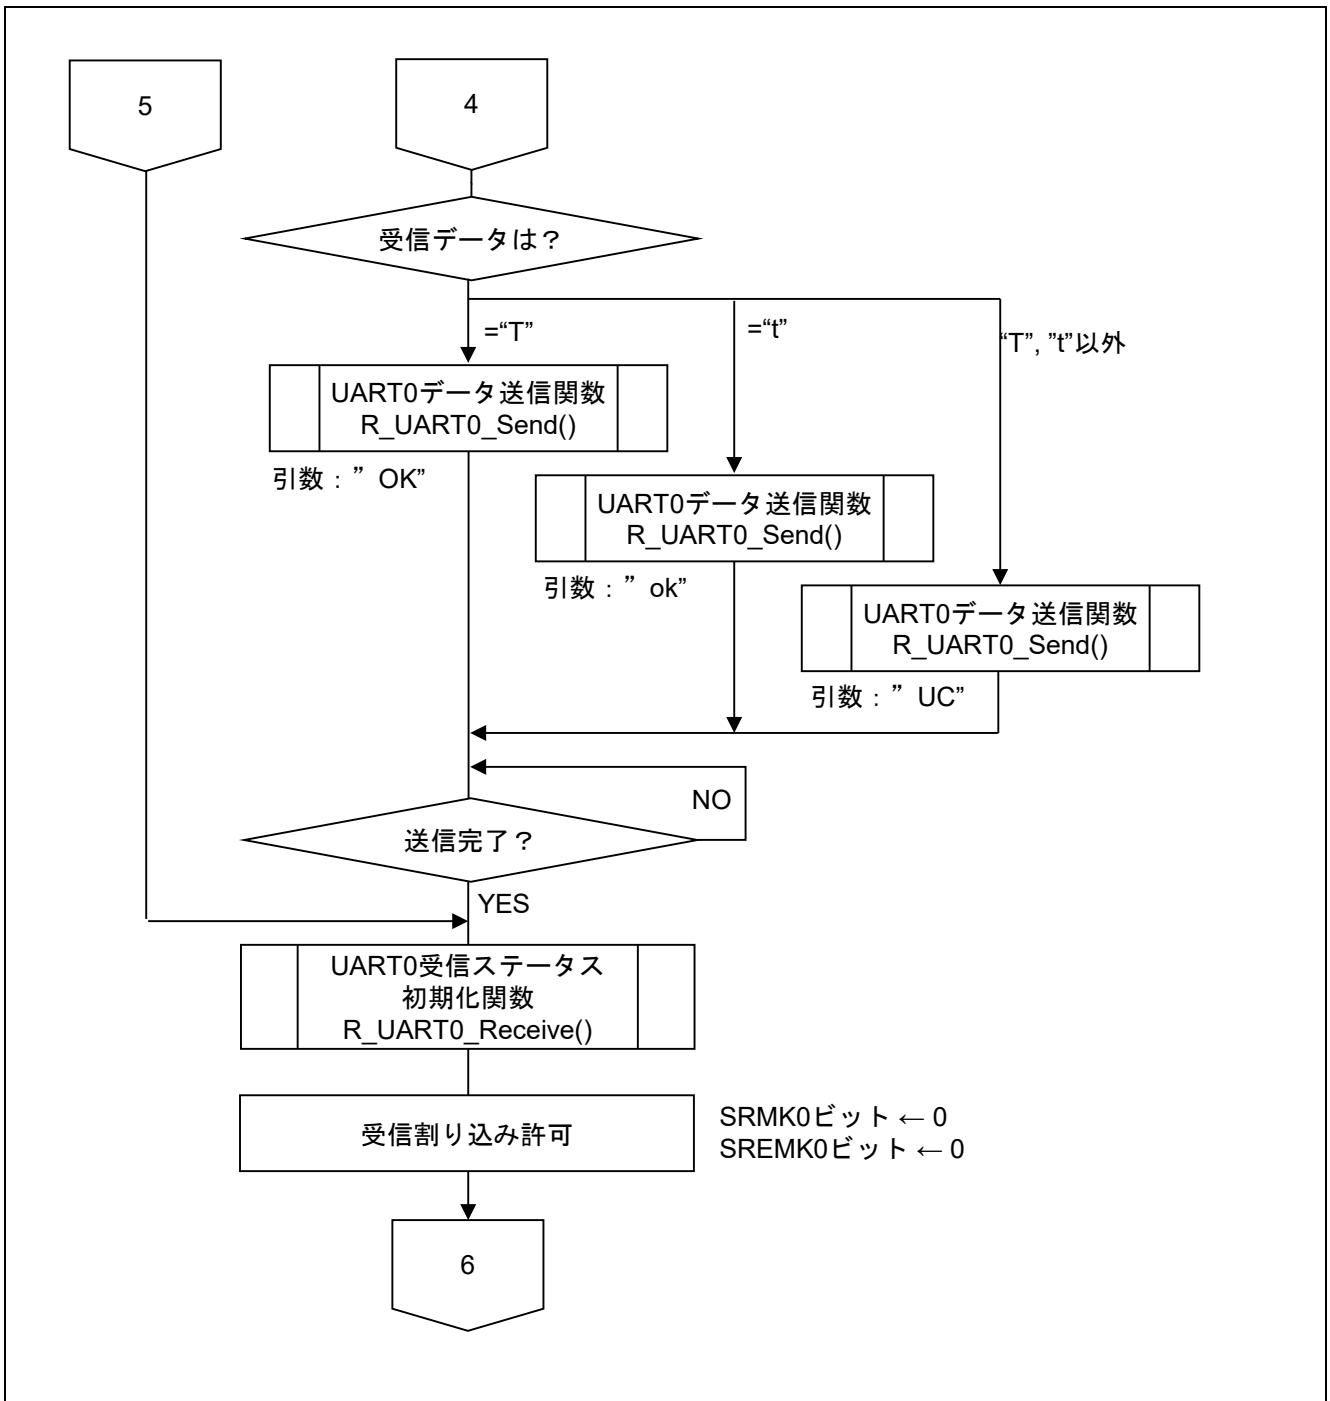 5
4
受信データは？
=“T”
=“t”
“T”, ”t”以外
UART0データ送信関数
R_UART0_Send()
引数：”OK”
UART0データ送信関数
R_UART0_Send()
引数：”ok”
UART0データ送信関数
R_UART0_Send()
引数：”UC”
NO
送信完了？
YES
UART0受信ステータス
初期化関数
R_UART0_Receive()
受信割り込み許可
SRMK0ビット ← 0
SREMK0ビット ← 0
6